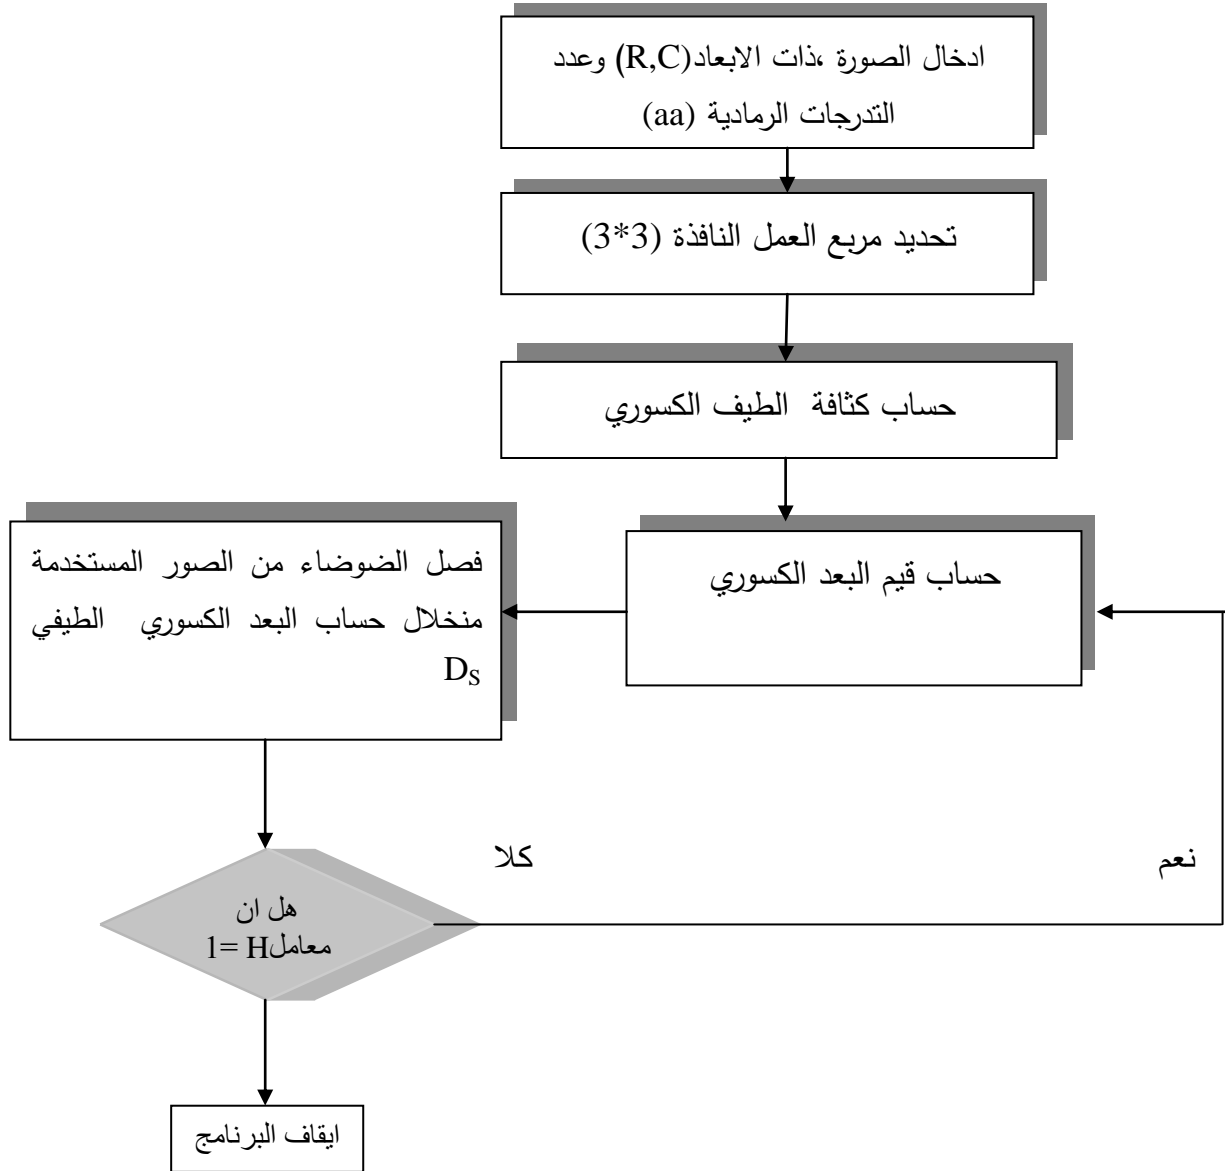 ادخال الصورة ،ذات الابعاد(R,C) وعدد
التدرجات الرمادية (aa)
تحديد مربع العمل النافذة (3*3)
حساب كثافة الطيف الكسوري
حساب قيم البعد الكسوري
فصل الضوضاء من الصور المستخدمة
منخلال حساب البعد الكسوري الطيفي
D_S
كلا
نعم
هل ان
معاملH =1
ايقاف البرنامج